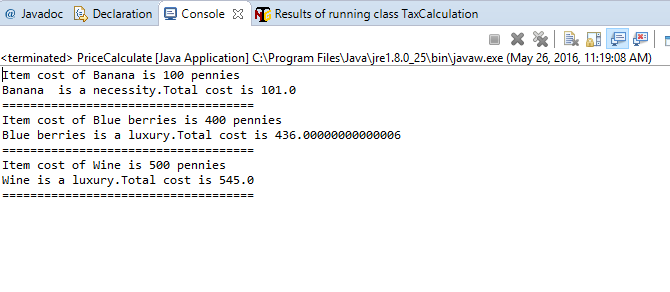 @ Javadoc Declaration Console Results of running class TaxCalculation
<terminated> PriceCalculate [Java Application] C:\Program Files\Java\jre1.8.0_25\bin\javaw.exe (May 26, 2016, 11:19:08 AM)
Item cost of Banana is 100 pennies
Banana  is a necessity.Total cost is 101.0
====================================
Item cost of Blue berries is 400 pennies
Blue berries is a luxury.Total cost is 436.00000000000006
====================================
Item cost of Wine is 500 pennies
Wine is a luxury.Total cost is 545.0
====================================